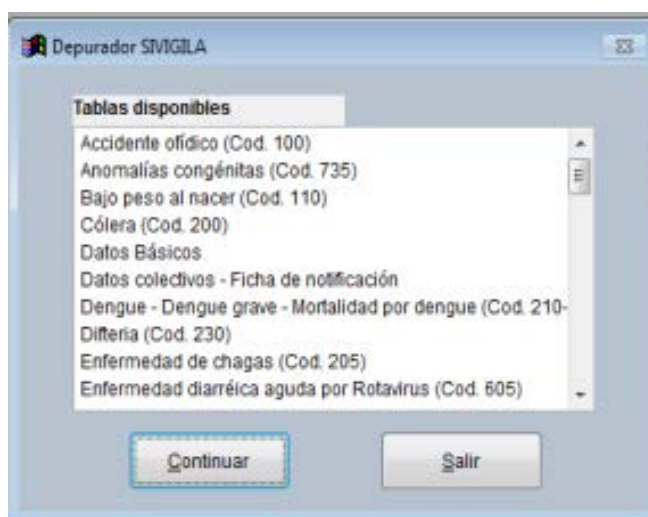 Depurador SIVIGILA
Tablas disponibles
Accidente ofídico (Cod. 100)
Anomalías congénitas (Cod. 735)
Bajo peso al nacer (Cod. 110)
Cólera (Cod. 200)
Datos Básicos
Datos colectivos - Ficha de notificación
Dengue - Dengue grave - Mortalidad por dengue (Cod. 210-
Difteria (Cod. 230)
Enfermedad de chagas (Cod. 205)
Enfermedad diarréica aguda por Rotavirus (Cod. 605)
Continuar
Salir